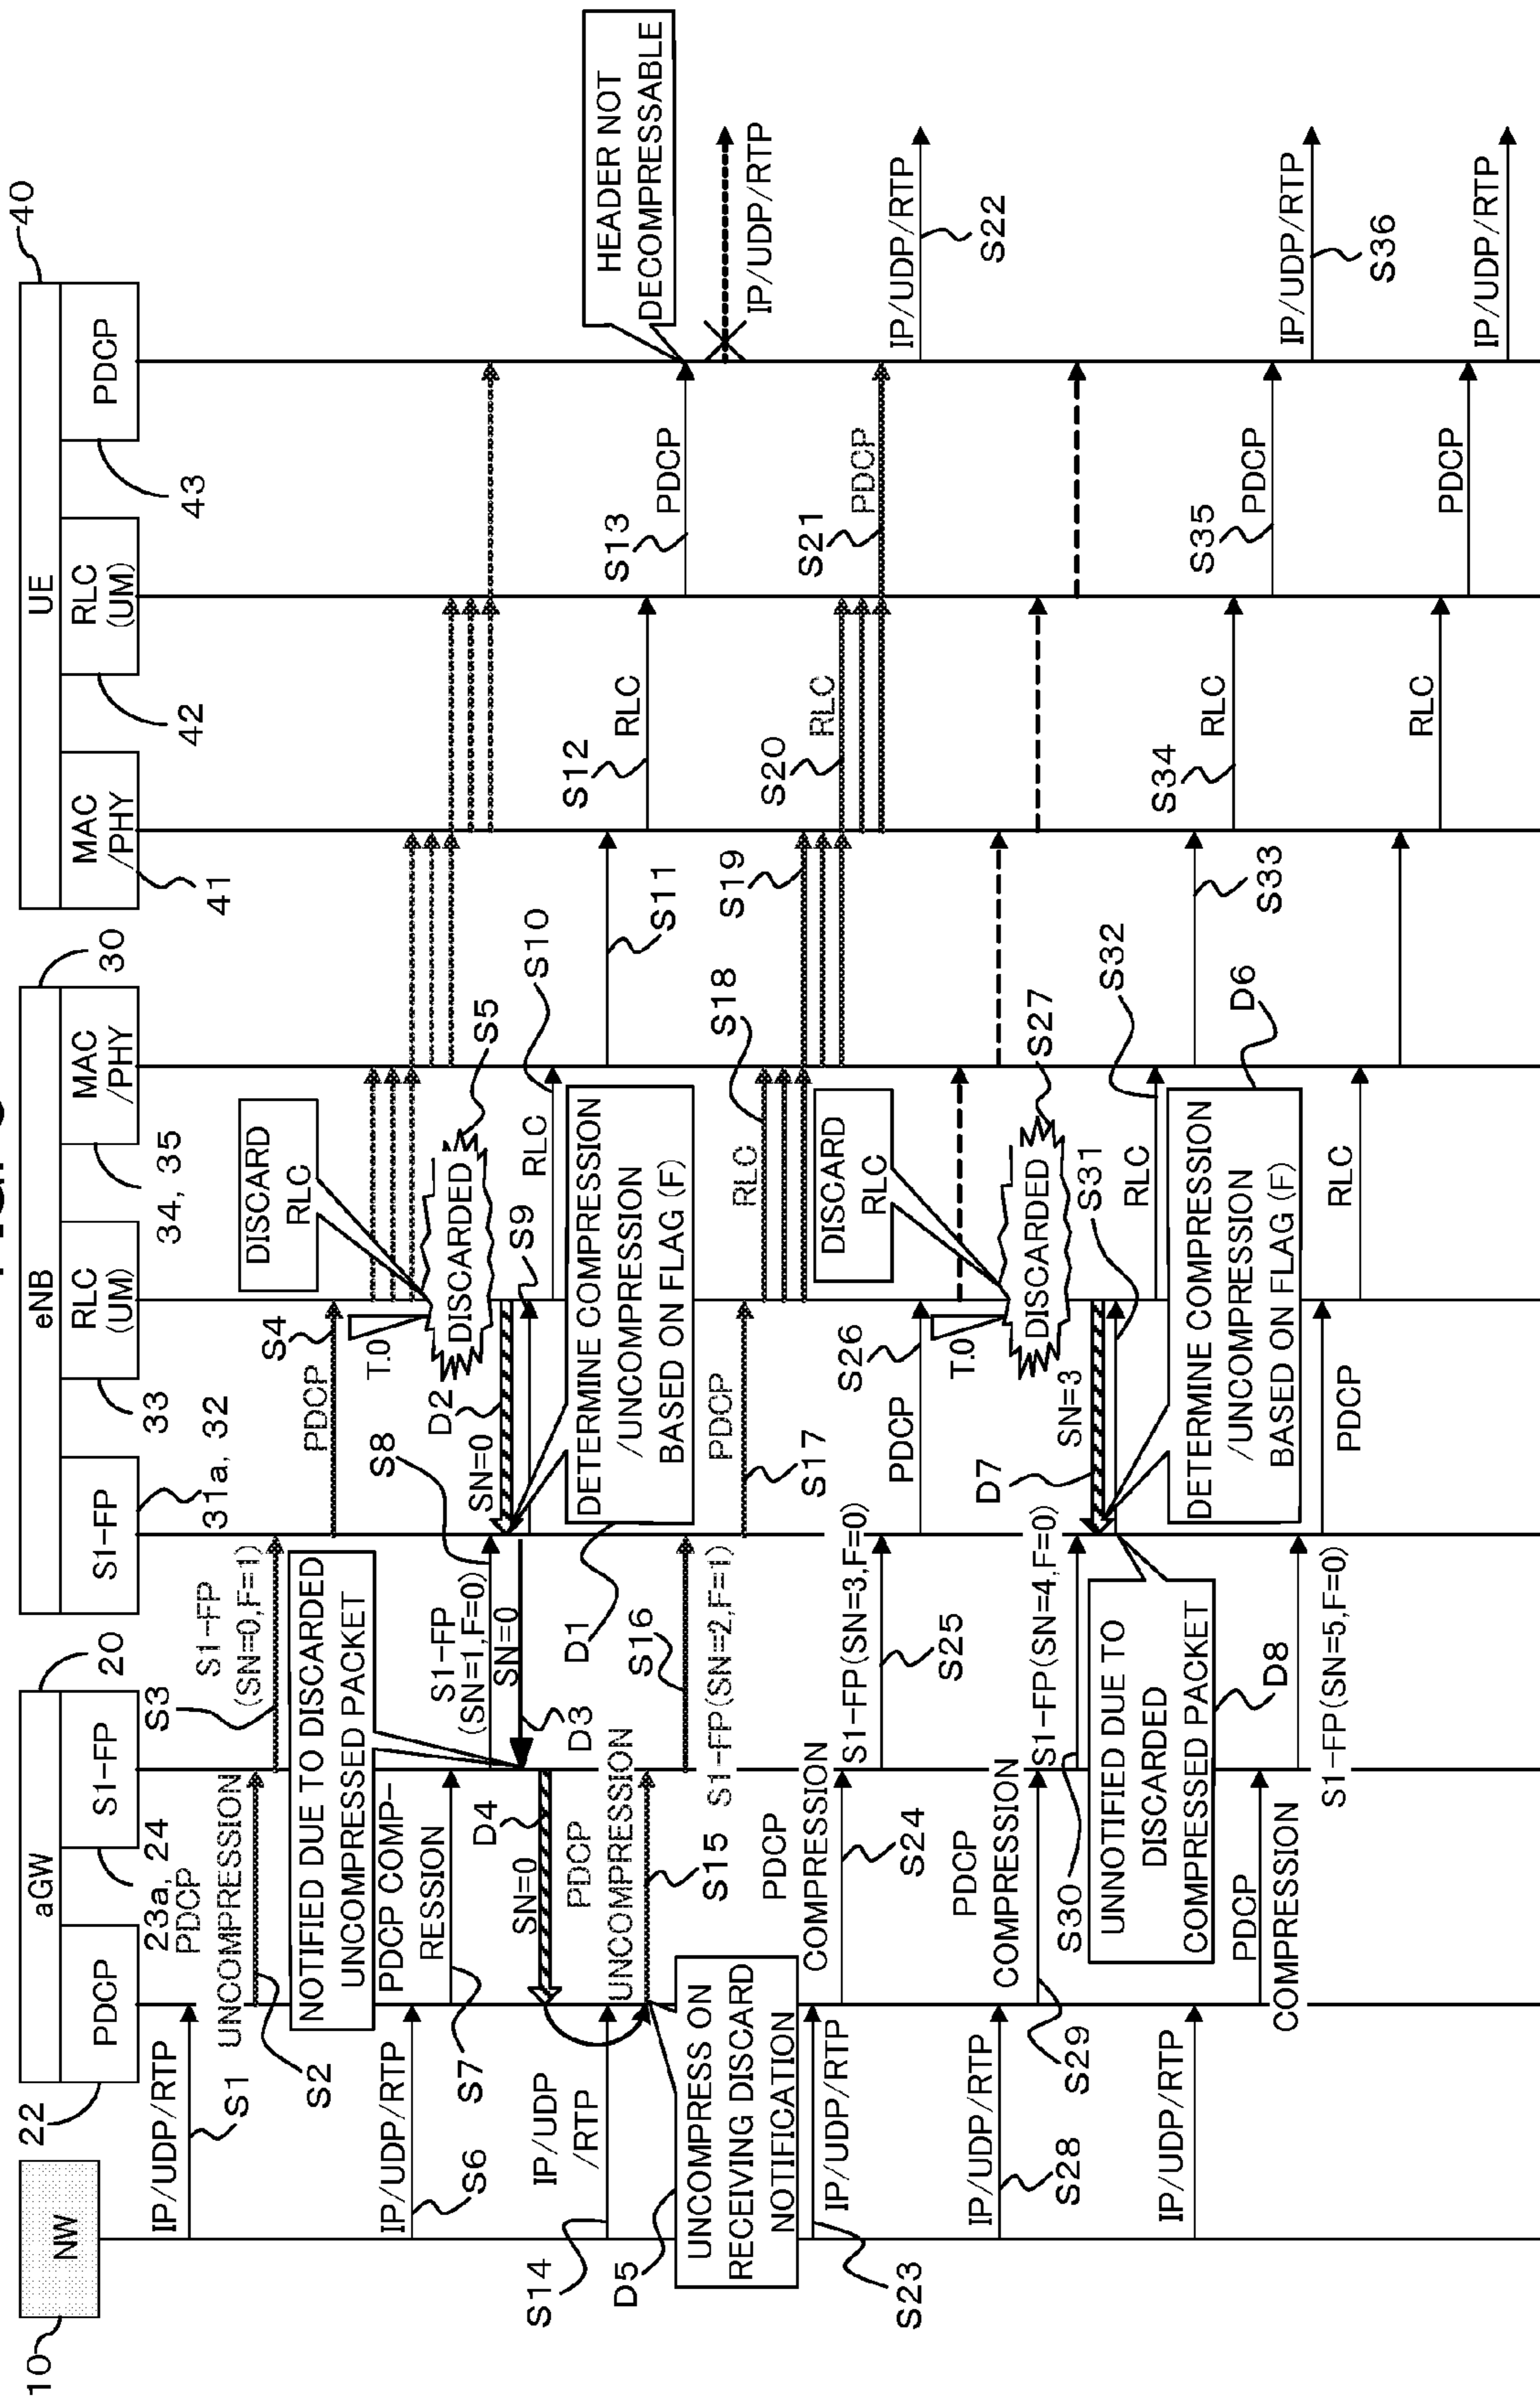 10
NW
22
aGW
20
PDCP
S1-FP
23a, 24
eNB
30
S1-FP
RLC
(UM)
MAC
/PHY
31a, 32
33
34, 35
UE
40
MAC
/PHY
RLC
(UM)
PDCP
41
42
43
IP/UDP/RTP
S1
PDCP
UNCOMPRESSION
S2
S3
S1-FP
(SN=0,F=1)
PDCP
S4
DISCARD
RLC
T.O
DISCARDED
S5
NOTIFIED DUE TO DISCARDED
UNCOMPRESSED PACKET
IP/UDP/RTP
S6
PDCP COMP-
RESSION
S7
S1-FP
(SN=1,F=0)
S8
D2
SN=0
S9
SN=0
D3
D4
SN=0
RLC
S10
DETERMINE COMPRESSION
/UNCOMPRESSION
BASED ON FLAG (F)
D1
S11
S12
RLC
S13
PDCP
HEADER NOT
DECOMPRESSABLE
IP/UDP/RTP
IP/UDP
/RTP
S14
D5
UNCOMPRESS ON
RECEIVING DISCARD
NOTIFICATION
PDCP
UNCOMPRESSION
S15
S16
S1-FP(SN=2,F=1)
PDCP
S17
RLC
S18
S19
S20
RLC
S21
PDCP
IP/UDP/RTP
S22
IP/UDP/RTP
S23
PDCP
COMPRESSION
S24
S1-FP(SN=3,F=0)
S25
PDCP
S26
DISCARD
RLC
T.O
DISCARDED
S27
IP/UDP/RTP
S28
PDCP
COMPRESSION
S29
S1-FP(SN=4,F=0)
S30
D7
SN=3
S31
RLC
S32
DETERMINE COMPRESSION
/UNCOMPRESSION
BASED ON FLAG (F)
D6
UNNOTIFIED DUE TO
DISCARDED
COMPRESSED PACKET
D8
S33
S34
RLC
S35
PDCP
IP/UDP/RTP
S36
IP/UDP/RTP
PDCP
COMPRESSION
S1-FP(SN=5,F=0)
PDCP
RLC
RLC
PDCP
IP/UDP/RTP